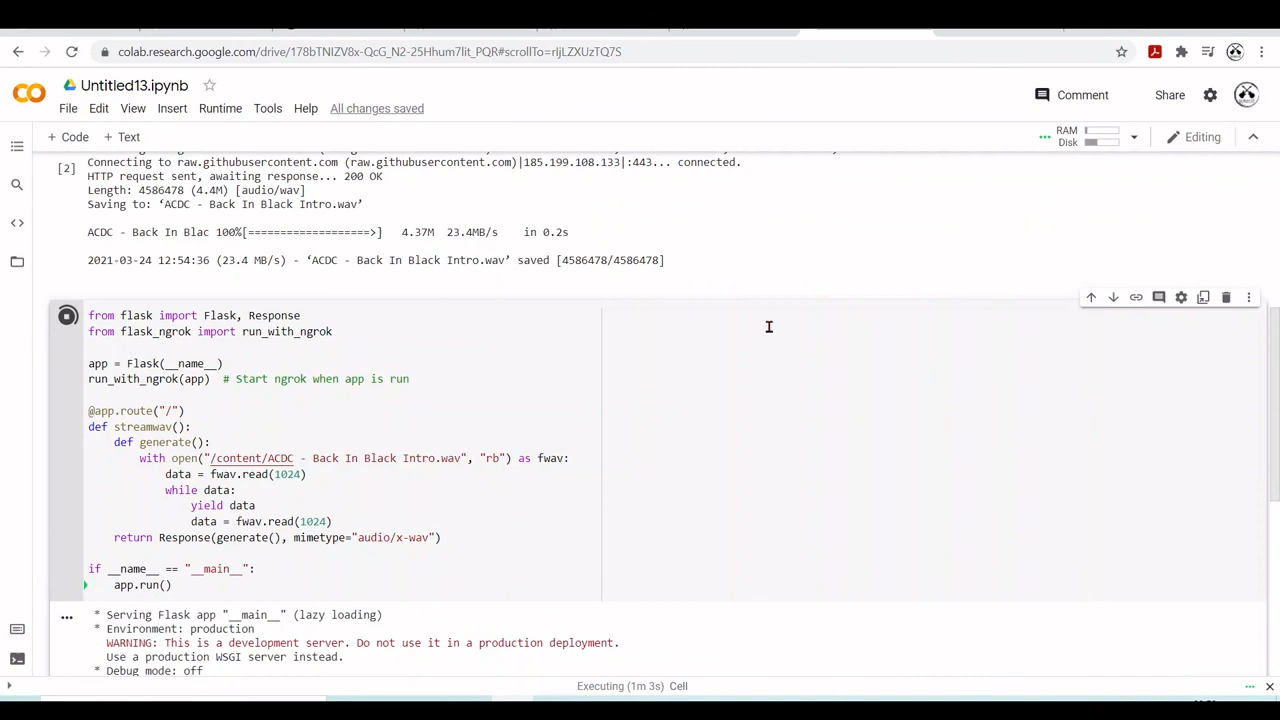 colab.research.google.com/drive/178bTNIZV8x-QcG_N2-25Hhum7lit_PQR#scrollTo=rIjLZXUzTQ7S
Untitled13.ipynb
File Edit View Insert Runtime Tools Help All changes saved
Comment Share
+ Code + Text
RAM
Disk
Editing
Connecting to raw.githubusercontent.com (raw.githubusercontent.com)|185.199.108.133|:443... connected.
[2]
HTTP request sent, awaiting response... 200 OK
Length: 4586478 (4.4M) [audio/wav]
Saving to: ‘ACDC - Back In Black Intro.wav’
ACDC - Back In Blac 100%[===================>] 4.37M 23.4MB/s in 0.2s
2021-03-24 12:54:36 (23.4 MB/s) - ‘ACDC - Back In Black Intro.wav’ saved [4586478/4586478]
from flask import Flask, Response
from flask_ngrok import run_with_ngrok
app = Flask(__name__)
run_with_ngrok(app) # Start ngrok when app is run
@app.route("/")
def streamwav():
def generate():
with open("/content/ACDC - Back In Black Intro.wav", "rb") as fwav:
data = fwav.read(1024)
while data:
yield data
data = fwav.read(1024)
return Response(generate(), mimetype="audio/x-wav")
if __name__ == "__main__":
app.run()
* Serving Flask app "__main__" (lazy loading)
* Environment: production
WARNING: This is a development server. Do not use it in a production deployment.
Use a production WSGI server instead.
* Debug mode: off
Executing (1m 3s) Cell